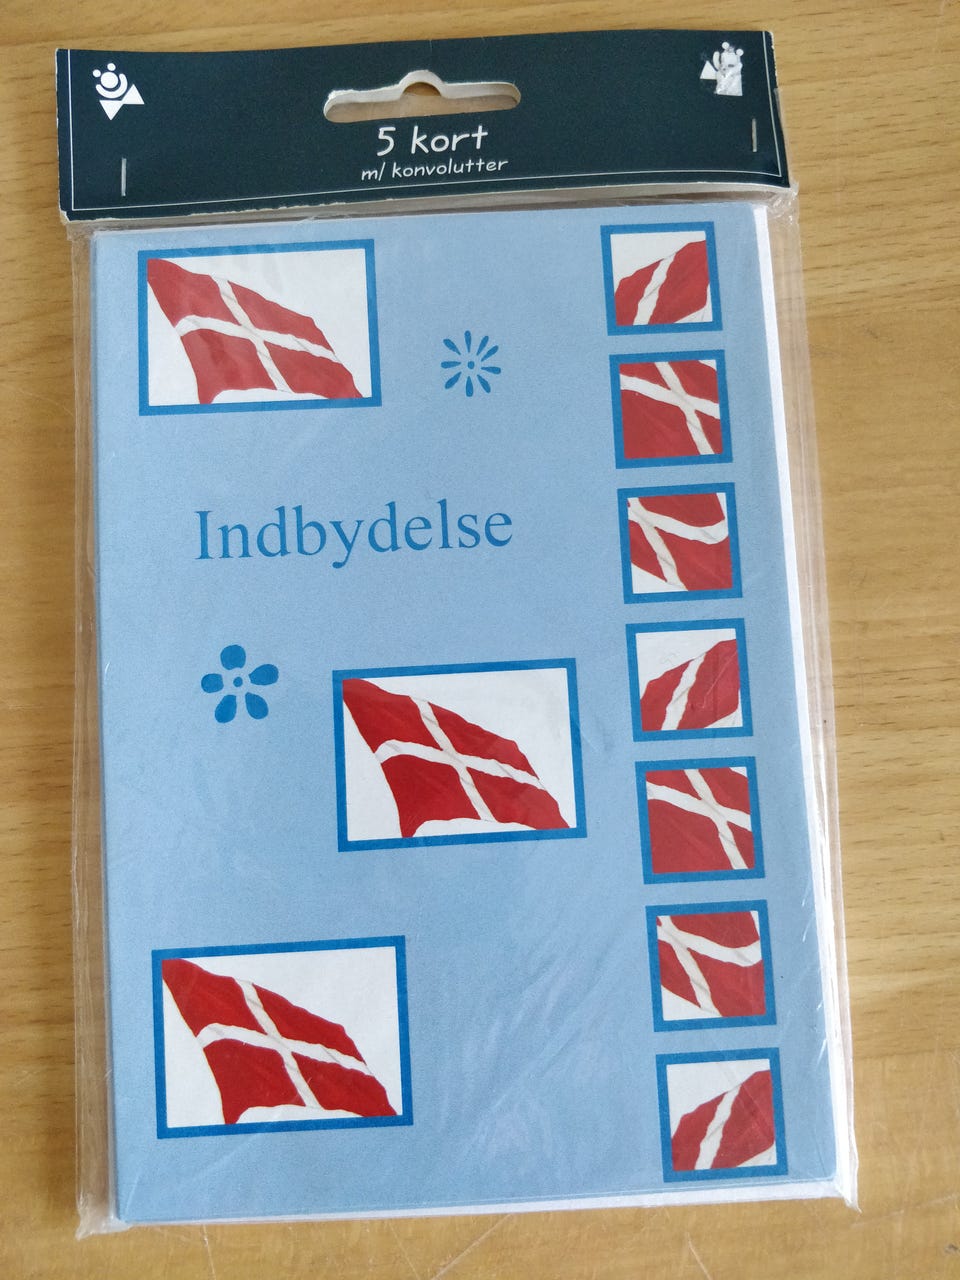 5 kort
m/ konvolutter
Indbydelse